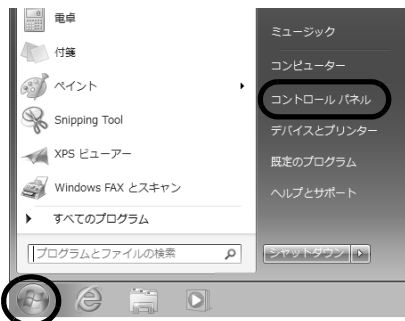 電卓
付箋
ペイント
Snipping Tool
XPS ビューアー
Windows FAX とスキャン
すべてのプログラム
プログラムとファイルの検索
ミュージック
コンピューター
コントロール パネル
デバイスとプリンター
既定のプログラム
ヘルプとサポート
シャットダウン